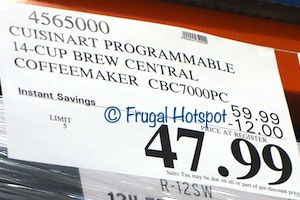 4565000
CUISINART PROGRAMMABLE
14-CUP BREW CENTRAL
COFFEEMAKER CBC7000PC
Instant Savings
59.99
12.00
© Frugal Hotspot
LIMIT
5
PRICE AT REGISTER
47.99
Sales Tax may be due on all or part of pre discount price
R-12SW